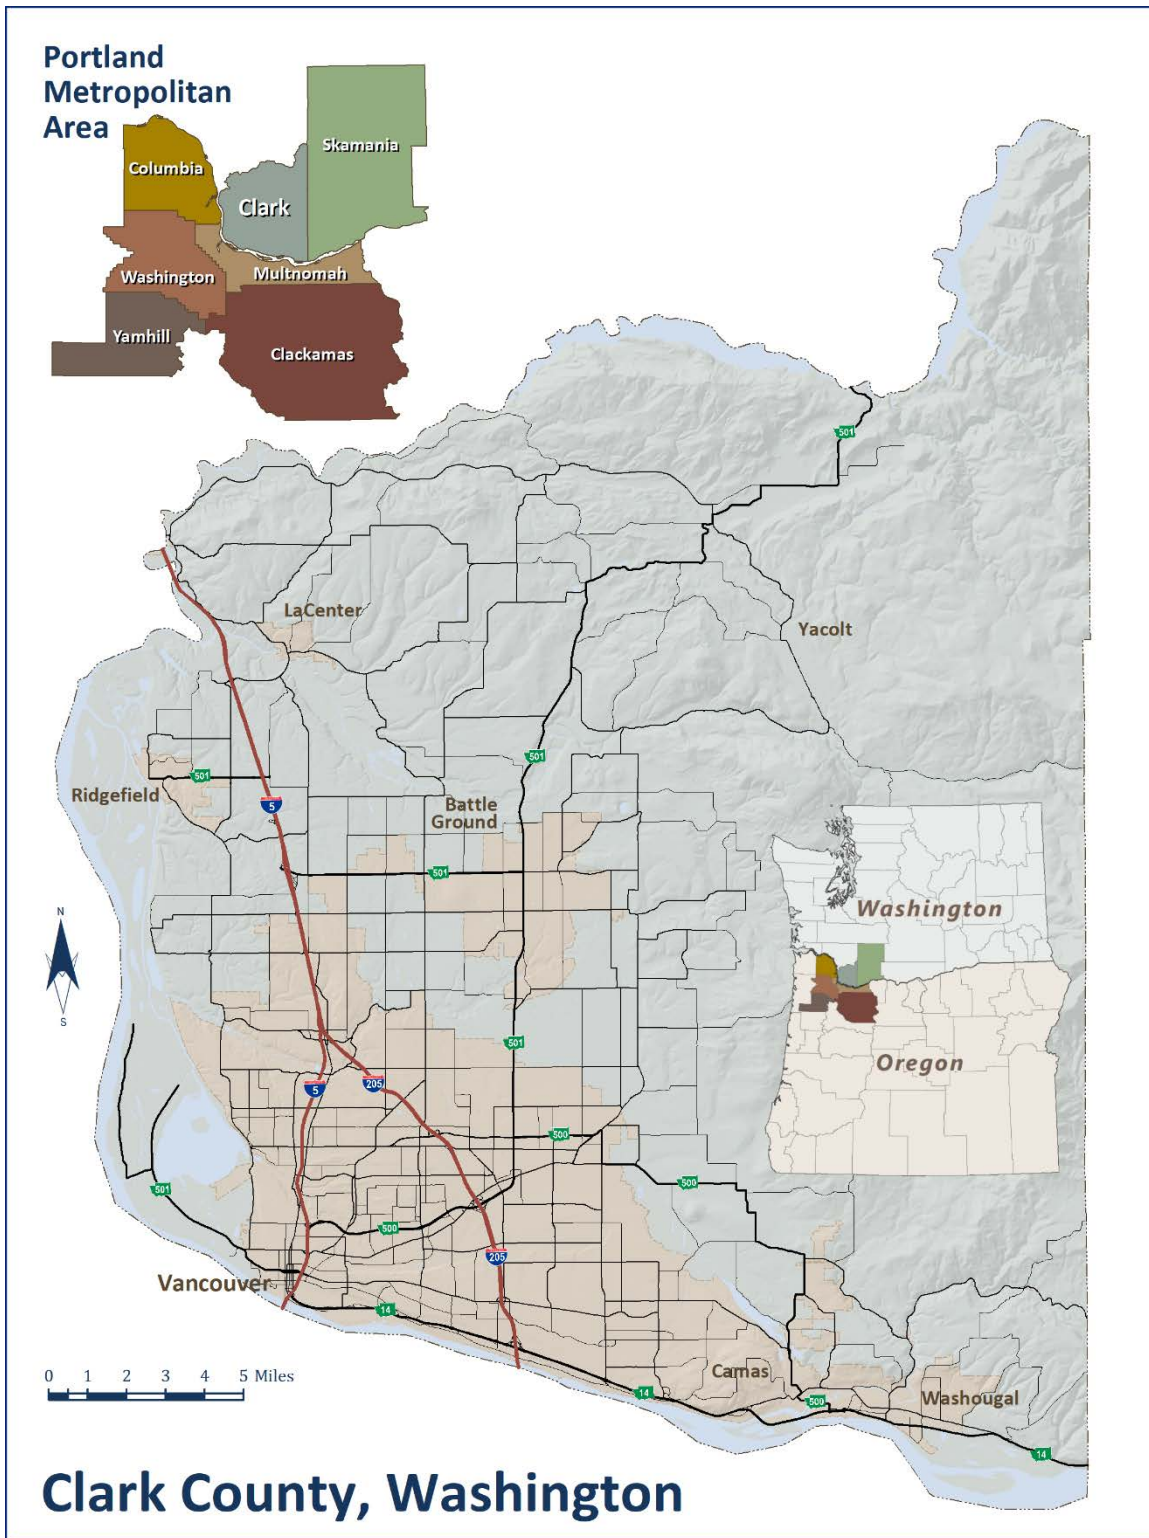 Portland
Metropolitan
Area
Skamania
Columbia
Clark
Washington
Multnomah
Yamhill
Clackamas
501
LaCenter
Yacolt
501
501
Ridgefield
5
Battle
Ground
501
Washington
N
S
501
Oregon
5
205
500
501
500
500
205
Vancouver
14
0 1 2 3 4 5 Miles
Camas
14
500
Washougal
14
Clark County, Washington